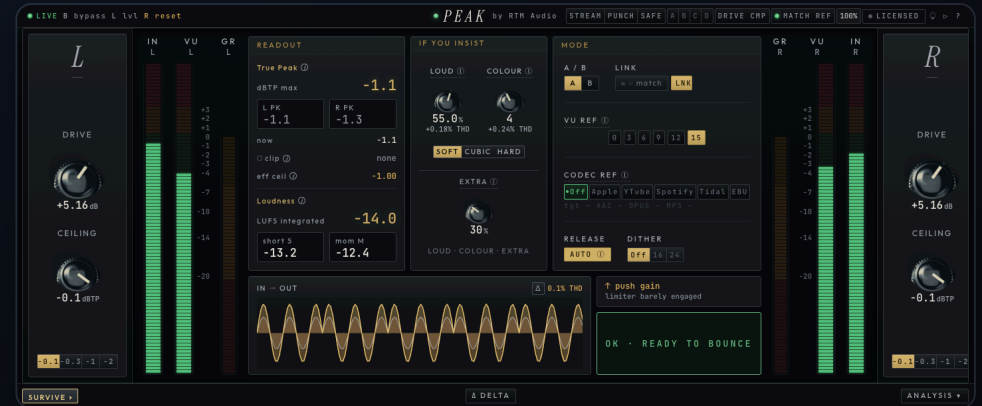 LIVE B bypass L lvl R reset
PEAK by RTM Audio
STREAM PUNCH SAFE A B C D DRIVE CMP MATCH REF 100% LICENSED ?
L
DRIVE
+5.16 dB
CEILING
-0.1 dBTP
-0.1 -0.3 -1 -2
IN VU GR
L L L
+3
+2
+1
0
-1
-2
-3
-4
-7
-10
-14
-20
READOUT
True Peak
dBTP max -1.1
L PK R PK
-1.1 -1.3
now -1.1
clip none
eff ceil -1.00
Loudness
LUFS integrated -14.0
short S mom M
-13.2 -12.4
IF YOU INSIST
LOUD COLOUR
55.0% 4
+0.18% THD +0.24% THD
SOFT CUBIC HARD
EXTRA
30%
LOUD · COLOUR · EXTRA
MODE
A / B LINK
A B match LNK
VU REF
0 3 6 9 12 15
CODEC REF
Off Apple YTube Spotify Tidal EBU
tgt - AAC - OPUS - MP3 -
RELEASE DITHER
AUTO Off 16 24
IN → OUT Δ 0.1% THD
↑ push gain
limiter barely engaged
OK · READY TO BOUNCE
GR VU IN
R R R
+3
+2
+1
0
-1
-2
-3
-4
-7
-10
-14
-20
R
DRIVE
+5.16 dB
CEILING
-0.1 dBTP
-0.1 -0.3 -1 -2
SURVIVE ›
Δ DELTA
ANALYSIS ▾